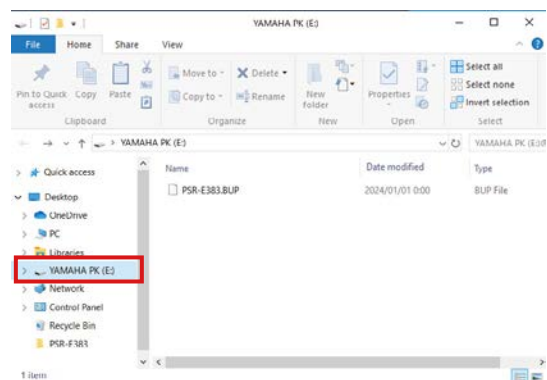 YAMAHA PK (E:)
File Home Share View
Pin to Quick access
Copy
Paste
Move to
Copy to
Delete
Rename
New folder
Properties
Select all
Select none
Invert selection
Clipboard Organize New Open Select
YAMAHA PK (E:)
Name Date modified Type
PSR-E383.BUP 2024/01/01 0:00 BUP File
Quick access
Desktop
OneDrive
PC
Libraries
YAMAHA PK (E:)
Network
Control Panel
Recycle Bin
PSR-E383
1 item